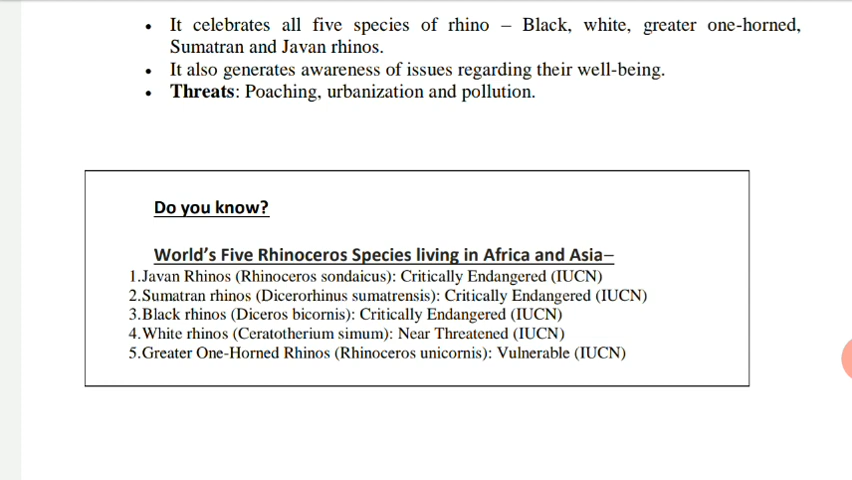 • It celebrates all five species of rhino – Black, white, greater one-horned,
Sumatran and Javan rhinos.
• It also generates awareness of issues regarding their well-being.
• Threats: Poaching, urbanization and pollution.
Do you know?
World's Five Rhinoceros Species living in Africa and Asia–
1.Javan Rhinos (Rhinoceros sondaicus): Critically Endangered (IUCN)
2.Sumatran rhinos (Dicerorhinus sumatrensis): Critically Endangered (IUCN)
3.Black rhinos (Diceros bicornis): Critically Endangered (IUCN)
4.White rhinos (Ceratotherium simum): Near Threatened (IUCN)
5.Greater One-Horned Rhinos (Rhinoceros unicornis): Vulnerable (IUCN)